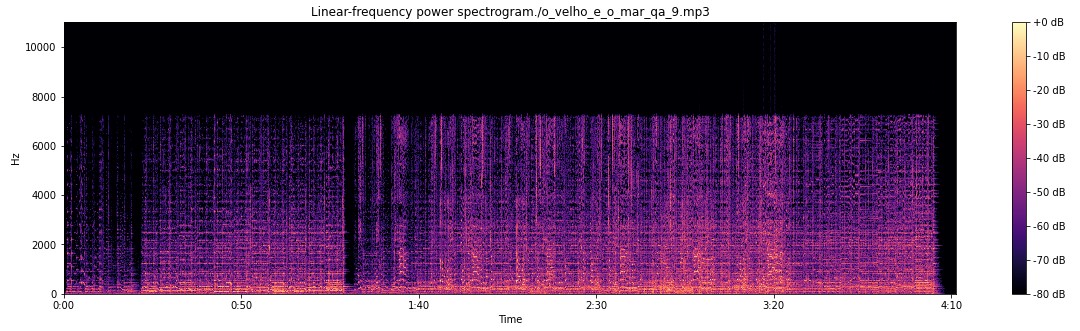 Linear-frequency power spectrogram./o_velho_e_o_mar_qa_9.mp3
10000
8000
6000
4000
2000
0
Hz
0:00
0:50
1:40
2:30
3:20
4:10
Time
+0 dB
-10 dB
-20 dB
-30 dB
-40 dB
-50 dB
-60 dB
-70 dB
-80 dB